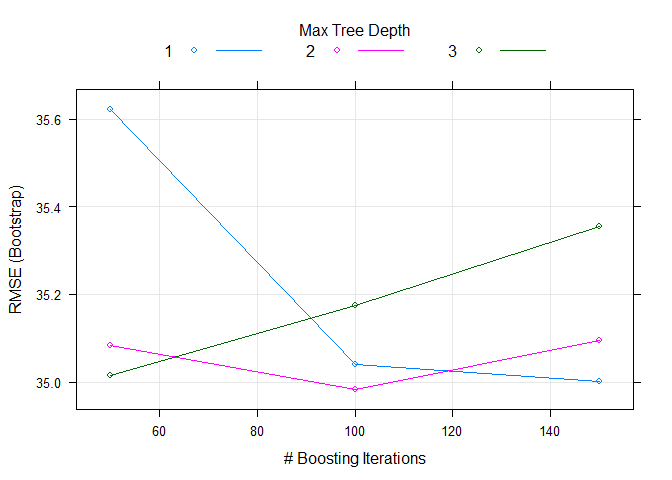 Max Tree Depth
1 2 3
35.6
35.4
35.2
35.0
RMSE (Bootstrap)
60 80 100 120 140
# Boosting Iterations